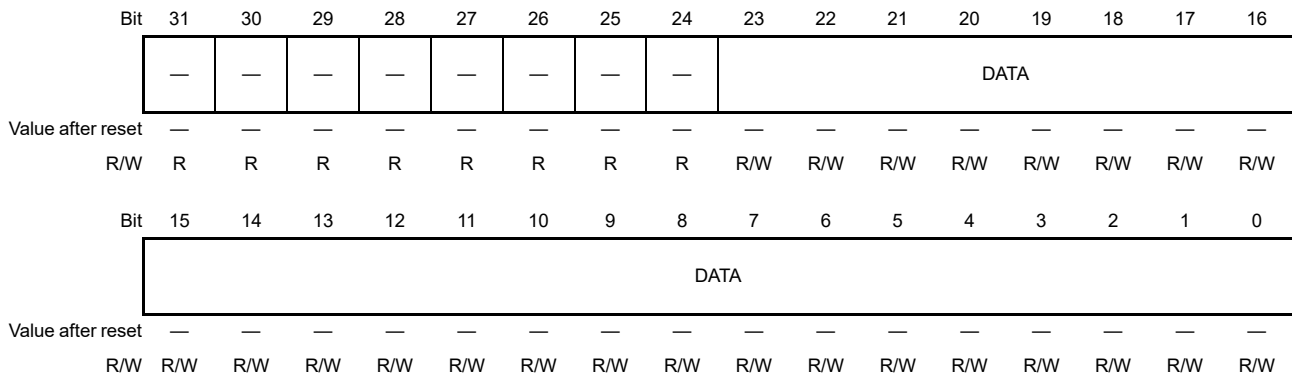 Bit 31 30 29 28 27 26 25 24 23 22 21 20 19 18 17 16
— — — — — — — — DATA
Value after reset — — — — — — — — — — — — — — — —
R/W R R R R R R R R R/W R/W R/W R/W R/W R/W R/W R/W
Bit 15 14 13 12 11 10 9 8 7 6 5 4 3 2 1 0
DATA
Value after reset — — — — — — — — — — — — — — — —
R/W R/W R/W R/W R/W R/W R/W R/W R/W R/W R/W R/W R/W R/W R/W R/W R/W